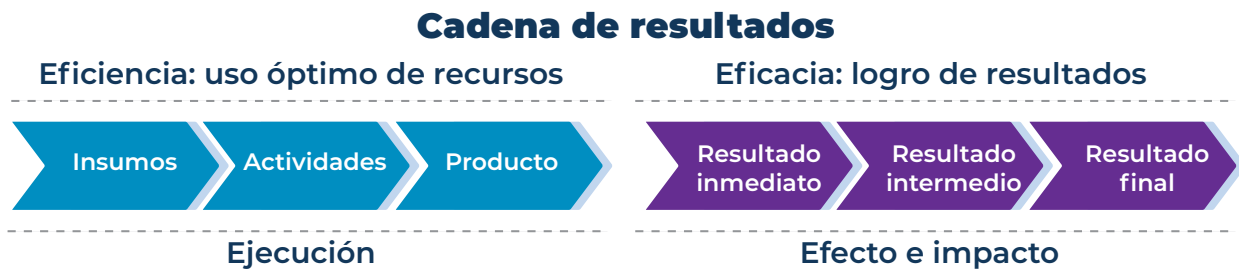 Cadena de resultados
Eficiencia: uso óptimo de recursos
Eficacia: logro de resultados
Insumos
Actividades
Producto
Resultado
inmediato
Resultado
intermedio
Resultado
final
Ejecución
Efecto e impacto